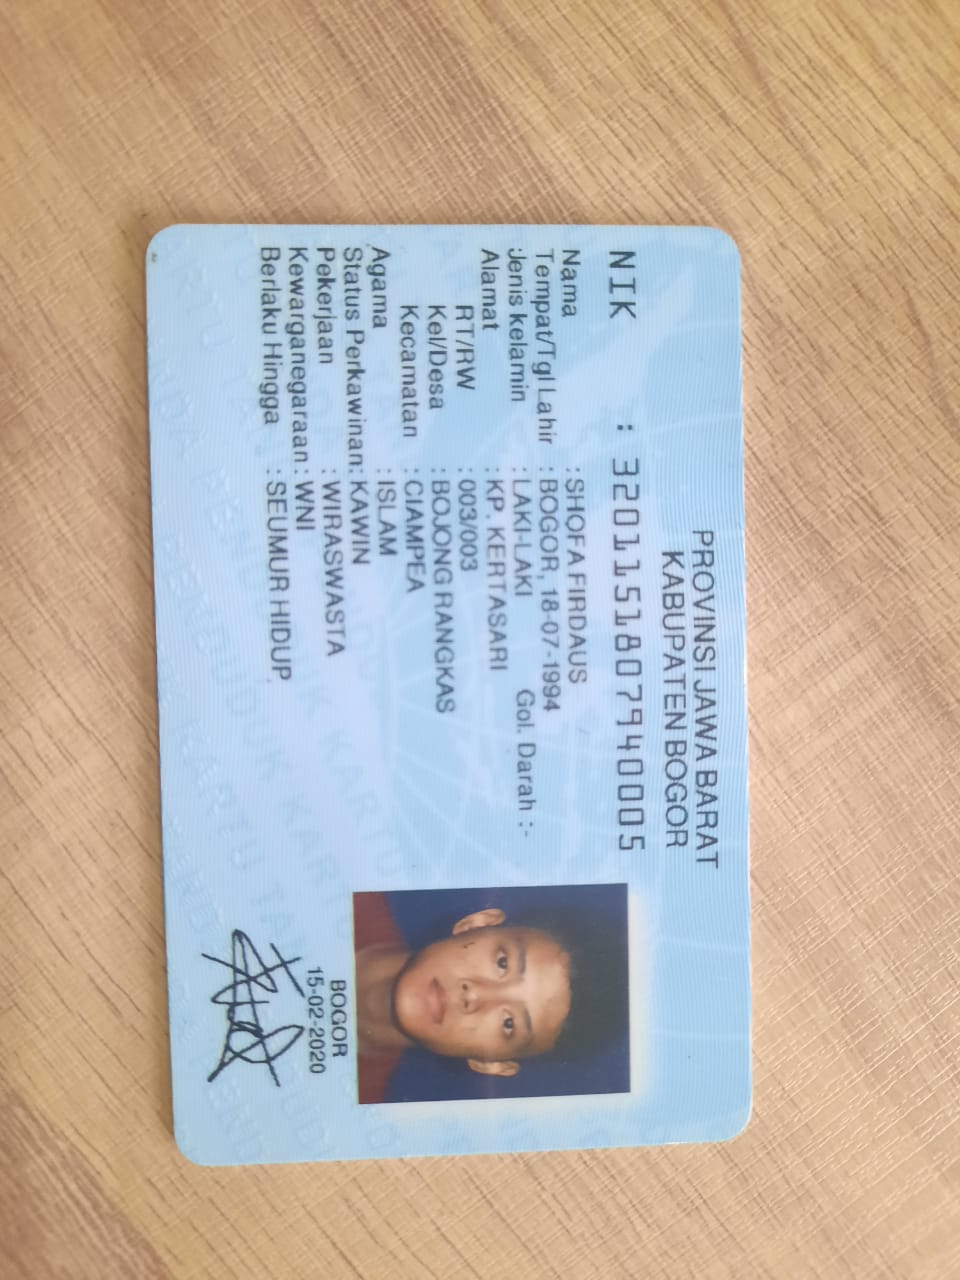 PROVINSI JAWA BARAT
KABUPATEN BOGOR
NIK : 3201151807940005
Nama : SHOFA FIRDAUS
Tempat/Tgl Lahir : BOGOR, 18-07-1994
Jenis kelamin : LAKI-LAKI Gol. Darah : -
Alamat : KP. KERTASARI
RT/RW : 003/003
Kel/Desa : BOJONG RANGKAS
Kecamatan : CIAMPEA
Agama : ISLAM
Status Perkawinan: KAWIN
Pekerjaan : WIRASWASTA
Kewarganegaraan: WNI
Berlaku Hingga : SEUMUR HIDUP
BOGOR
15-02-2020